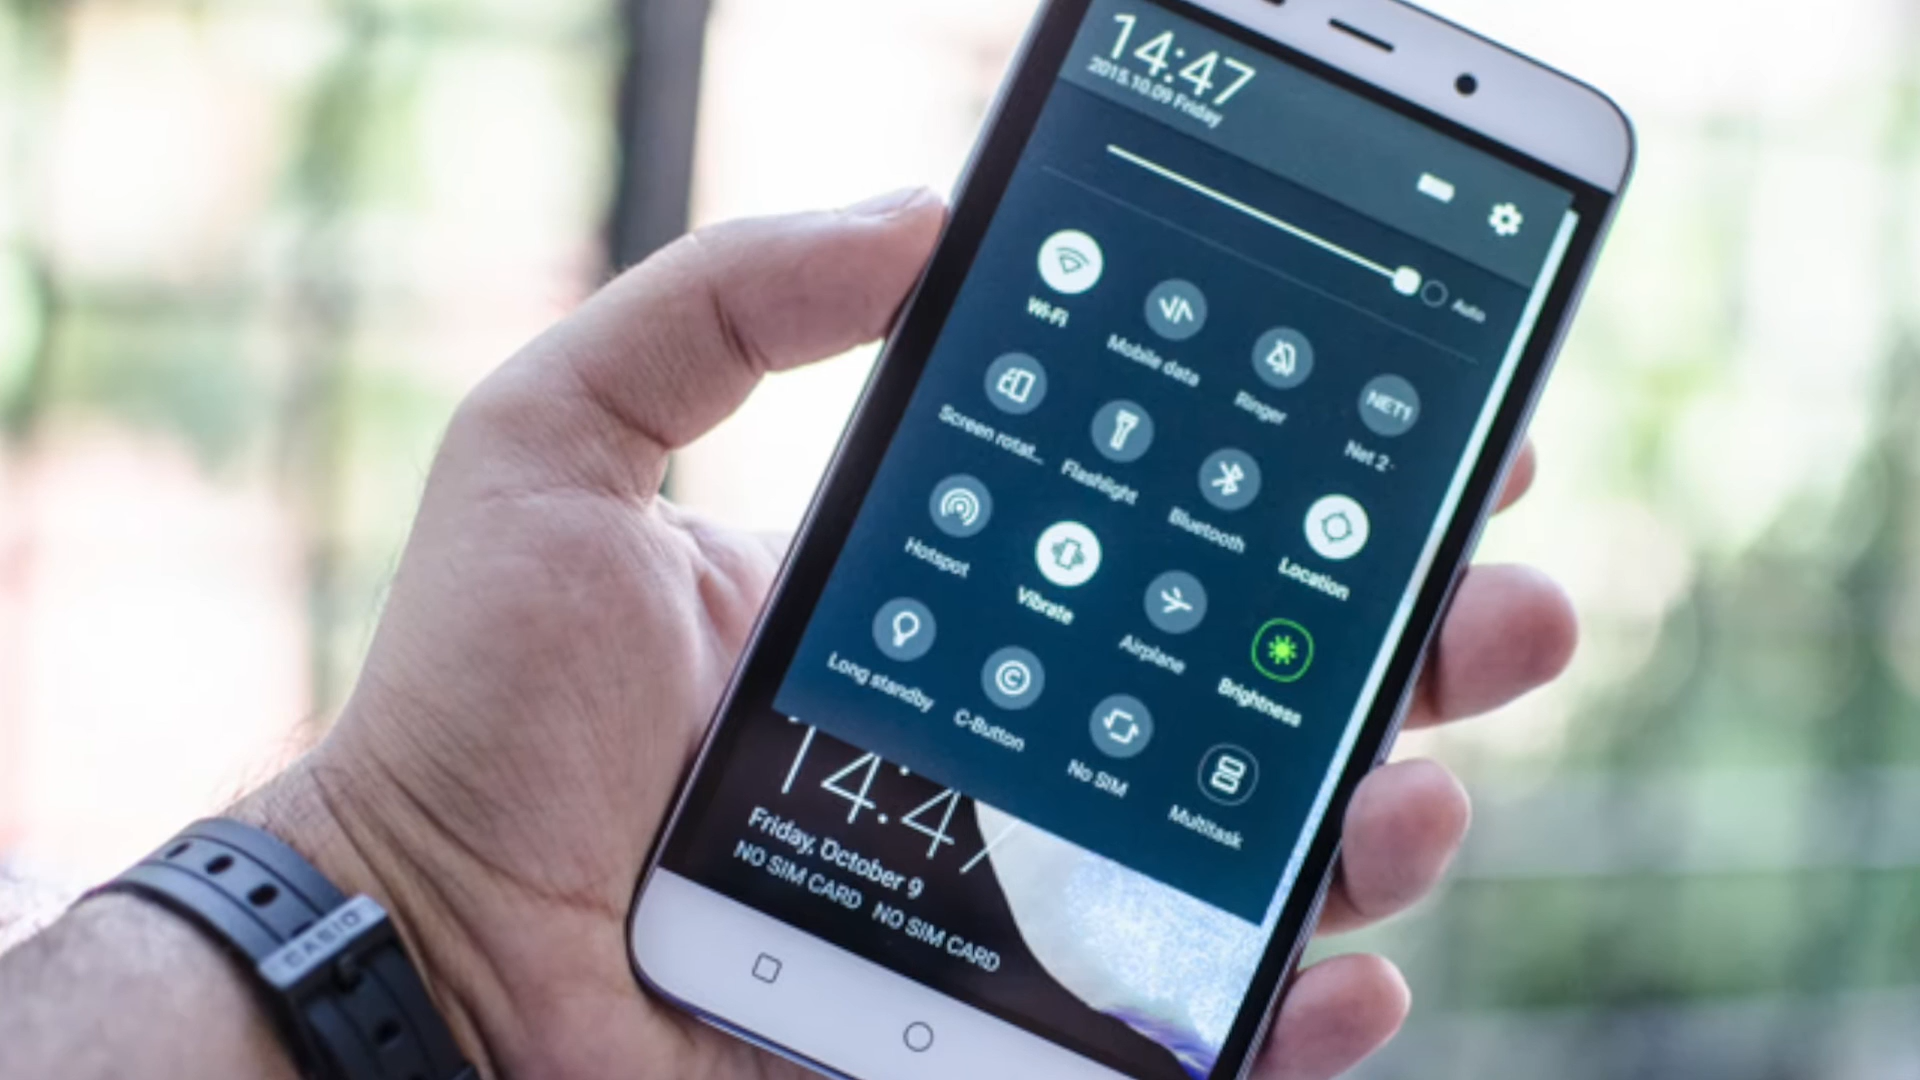 14:47
2015.10.09 Friday
Auto
Wi-Fi
Mobile data
Ringer
NET1
Net 2 -
Screen rotat...
Flashlight
Bluetooth
Location
Hotspot
Vibrate
Airplane
Brightness
Long standby
C-Button
No SIM
Multitask
14:47
Friday, October 9
NO SIM CARD NO SIM CARD
CASIO